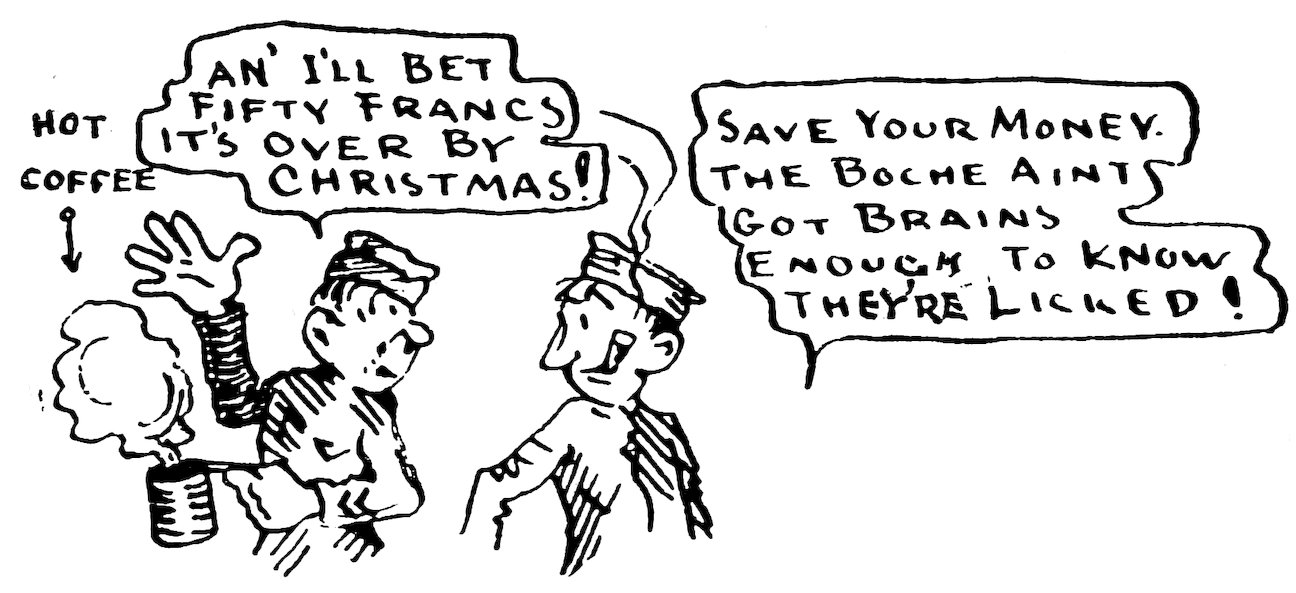 HOT
COFFEE
AN' I'LL BET
FIFTY FRANCS
IT'S OVER BY
CHRISTMAS!
SAVE YOUR MONEY.
THE BOCHE AINT
GOT BRAINS
ENOUGH TO KNOW
THEY'RE LICKED!